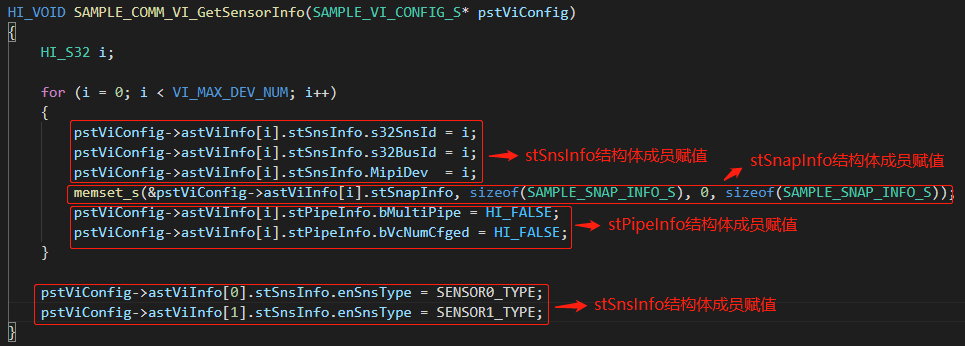 HI_VOID SAMPLE_COMM_VI_GetSensorInfo(SAMPLE_VI_CONFIG_S* pstViConfig)
{
HI_S32 i;
for (i = 0; i < VI_MAX_DEV_NUM; i++)
{
pstViConfig->astViInfo[i].stSnsInfo.s32SnsId = i;
pstViConfig->astViInfo[i].stSnsInfo.s32BusId = i;
stSnsInfo结构体成员赋值
stSnapInfo结构体成员赋值
pstViConfig->astViInfo[i].stSnsInfo.MipiDev  = i;
memset_s(&pstViConfig->astViInfo[i].stSnapInfo, sizeof(SAMPLE_SNAP_INFO_S), 0, sizeof(SAMPLE_SNAP_INFO_S));
pstViConfig->astViInfo[i].stPipeInfo.bMultiPipe = HI_FALSE;
stPipeInfo结构体成员赋值
pstViConfig->astViInfo[i].stPipeInfo.bVcNumCfged = HI_FALSE;
}
pstViConfig->astViInfo[0].stSnsInfo.enSnsType = SENSOR0_TYPE;
stSnsInfo结构体成员赋值
pstViConfig->astViInfo[1].stSnsInfo.enSnsType = SENSOR1_TYPE;
}